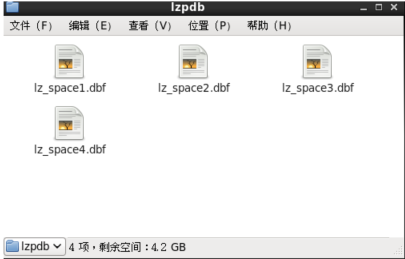 lzpdb
文件（F） 编辑（E） 查看（V） 位置（P） 帮助（H）
lz_space1.dbf lz_space2.dbf lz_space3.dbf
lz_space4.dbf
lzpdb 4 项，剩余空间：4.2 GB